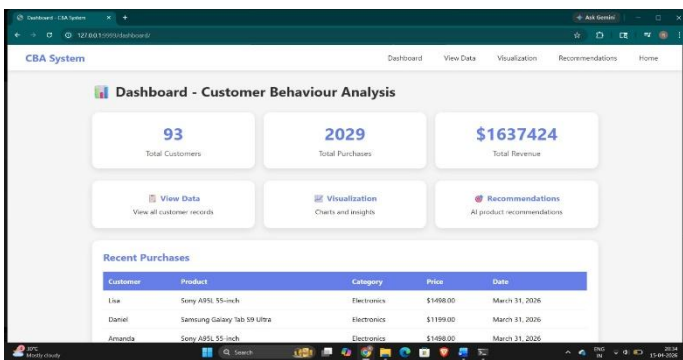 Dashboard - CBA System
Ask Gemini
127.0.0.1:5999/dashboard/
CBA System
Dashboard View Data Visualization Recommendations Home
Dashboard - Customer Behaviour Analysis
93 2029 $1637424
Total Customers Total Purchases Total Revenue
View Data Visualization Recommendations
View all customer records Charts and insights AI product recommendations
Recent Purchases
Customer Product Category Price Date
Lisa Sony A95L 55-inch Electronics $1498.00 March 31, 2026
Daniel Samsung Galaxy Tab S9 Ultra Electronics $1199.00 March 31, 2026
Amanda Sony A95L 55-inch Electronics $1498.00 March 31, 2026
Mostly cloudy
Search
ENG 20:34
IN 15-04-2026